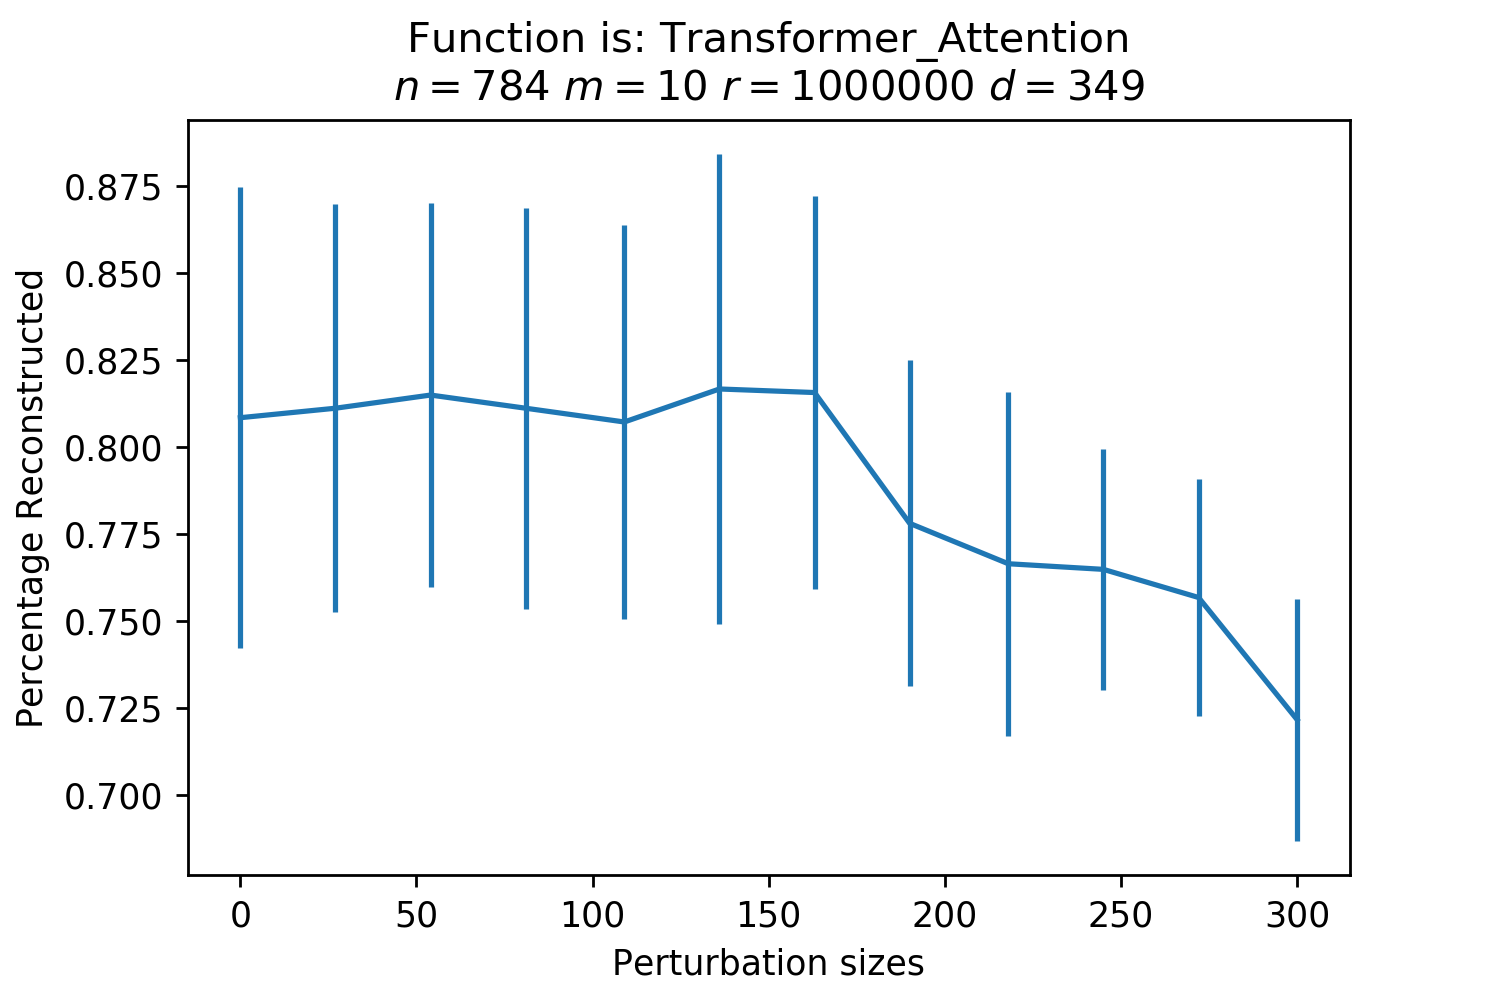 Function is: Transformer_Attention
n = 784 m = 10 r = 1000000 d = 349
Percentage Reconstructed
0.875
0.850
0.825
0.800
0.775
0.750
0.725
0.700
0 50 100 150 200 250 300
Perturbation sizes